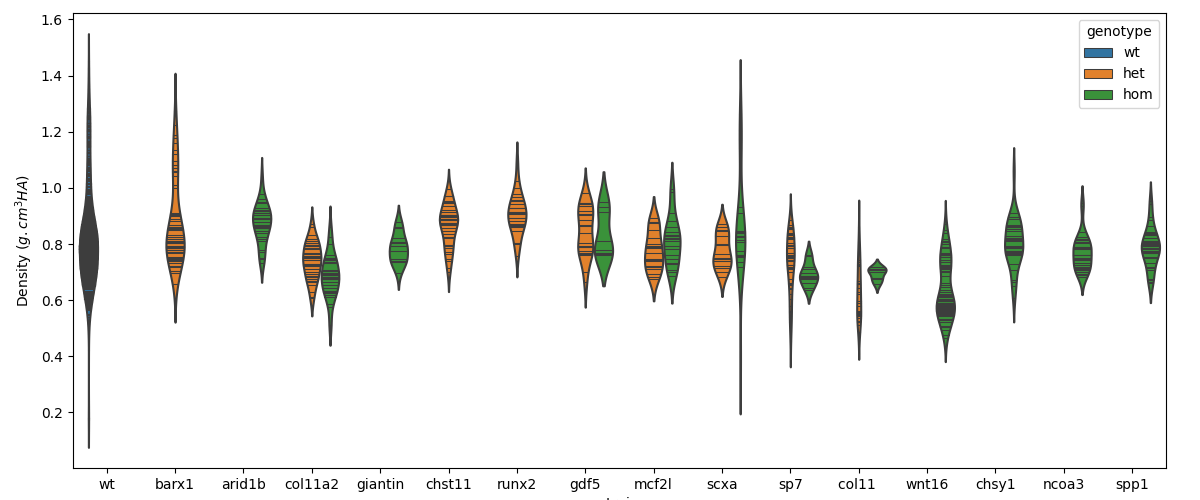 1.6
1.4
1.2
1.0
0.8
0.6
0.4
0.2
Density (g.cm³HA)
genotype
wt
het
hom
wt barx1 arid1b col11a2 giantin chst11 runx2 gdf5 mcf2l scxa sp7 col11 wnt16 chsy1 ncoa3 spp1